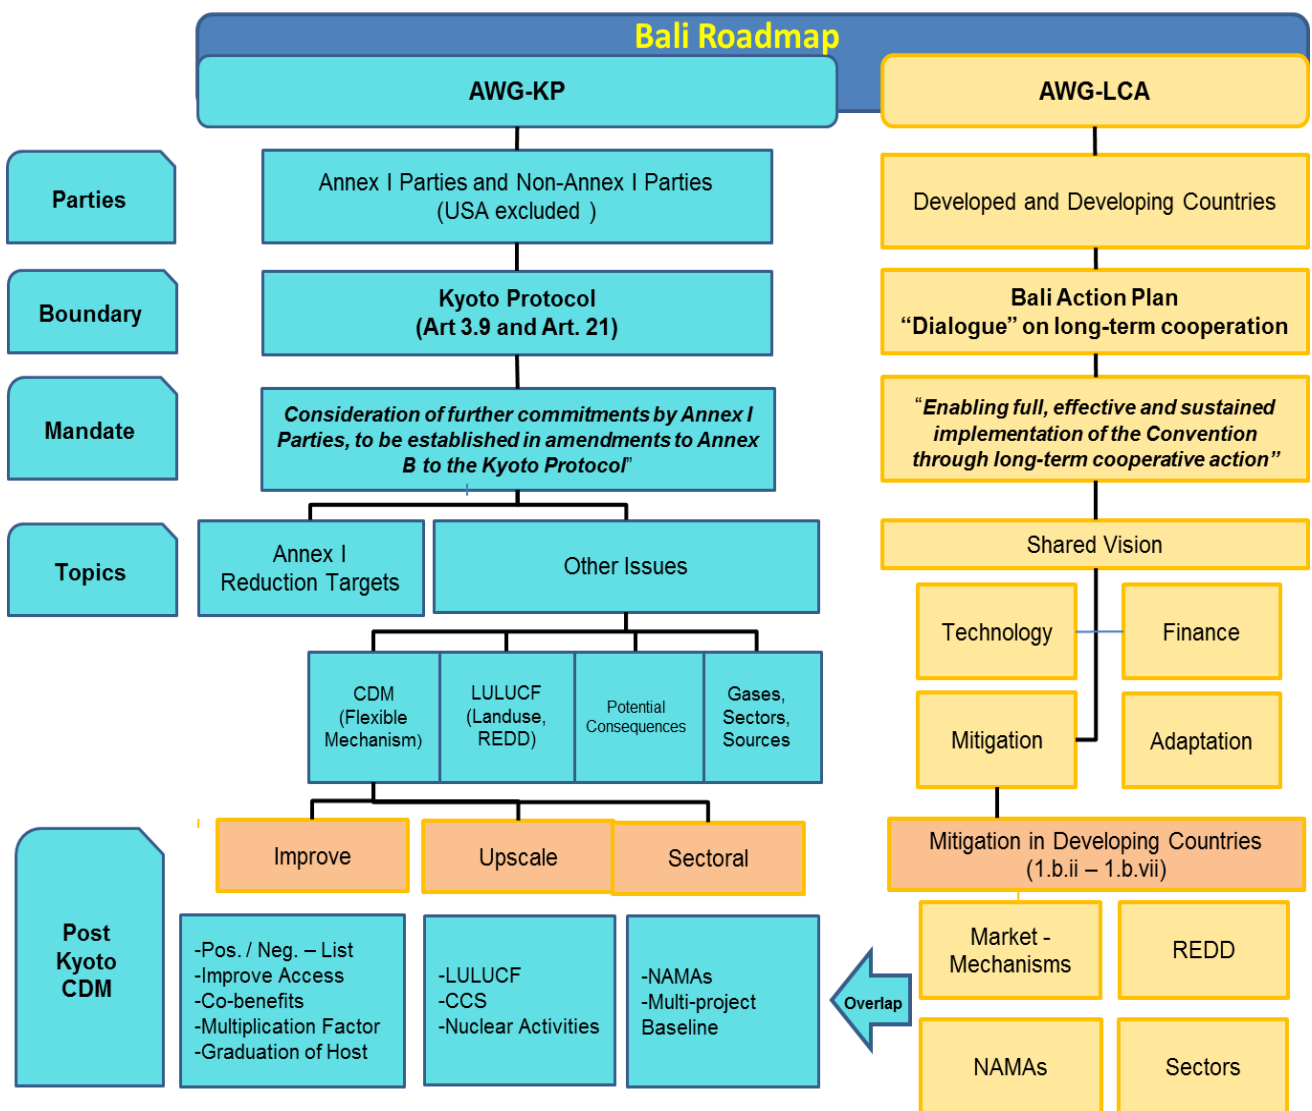 Bali Roadmap
AWG-KP
AWG-LCA
Parties
Annex I Parties and Non-Annex I Parties
(USA excluded )
Developed and Developing Countries
Boundary
Kyoto Protocol
(Art 3.9 and Art. 21)
Bali Action Plan
“Dialogue” on long-term cooperation
Mandate
Consideration of further commitments by Annex I
Parties, to be established in amendments to Annex
B to the Kyoto Protocol”
“Enabling full, effective and sustained
implementation of the Convention
through long-term cooperative action”
Topics
Annex I
Reduction Targets
Other Issues
Shared Vision
Technology
Finance
Mitigation
Adaptation
CDM
(Flexible
Mechanism)
LULUCF
(Landuse,
REDD)
Potential
Consequences
Gases,
Sectors,
Sources
Improve
Upscale
Sectoral
Mitigation in Developing Countries
(1.b.ii – 1.b.vii)
Post
Kyoto
CDM
-Pos. / Neg. – List
-Improve Access
-Co-benefits
-Multiplication Factor
-Graduation of Host
-LULUCF
-CCS
-Nuclear Activities
-NAMAs
-Multi-project
Baseline
Overlap
Market -
Mechanisms
REDD
NAMAs
Sectors